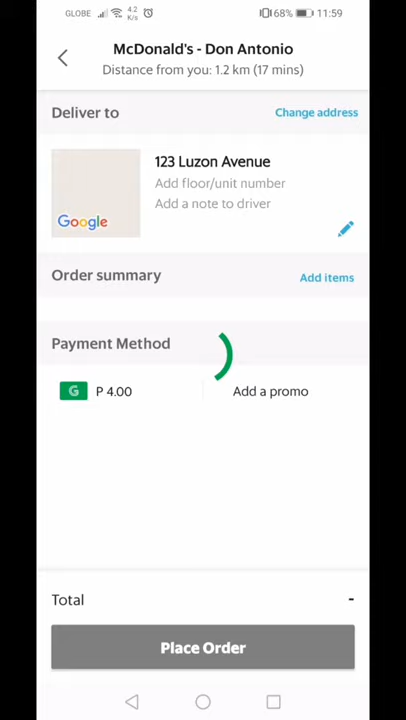 GLOBE 4.2 K/s 68% 11:59
McDonald's - Don Antonio
Distance from you: 1.2 km (17 mins)
Deliver to Change address
123 Luzon Avenue
Add floor/unit number
Add a note to driver
Google
Order summary Add items
Payment Method
G P 4.00 Add a promo
Total -
Place Order